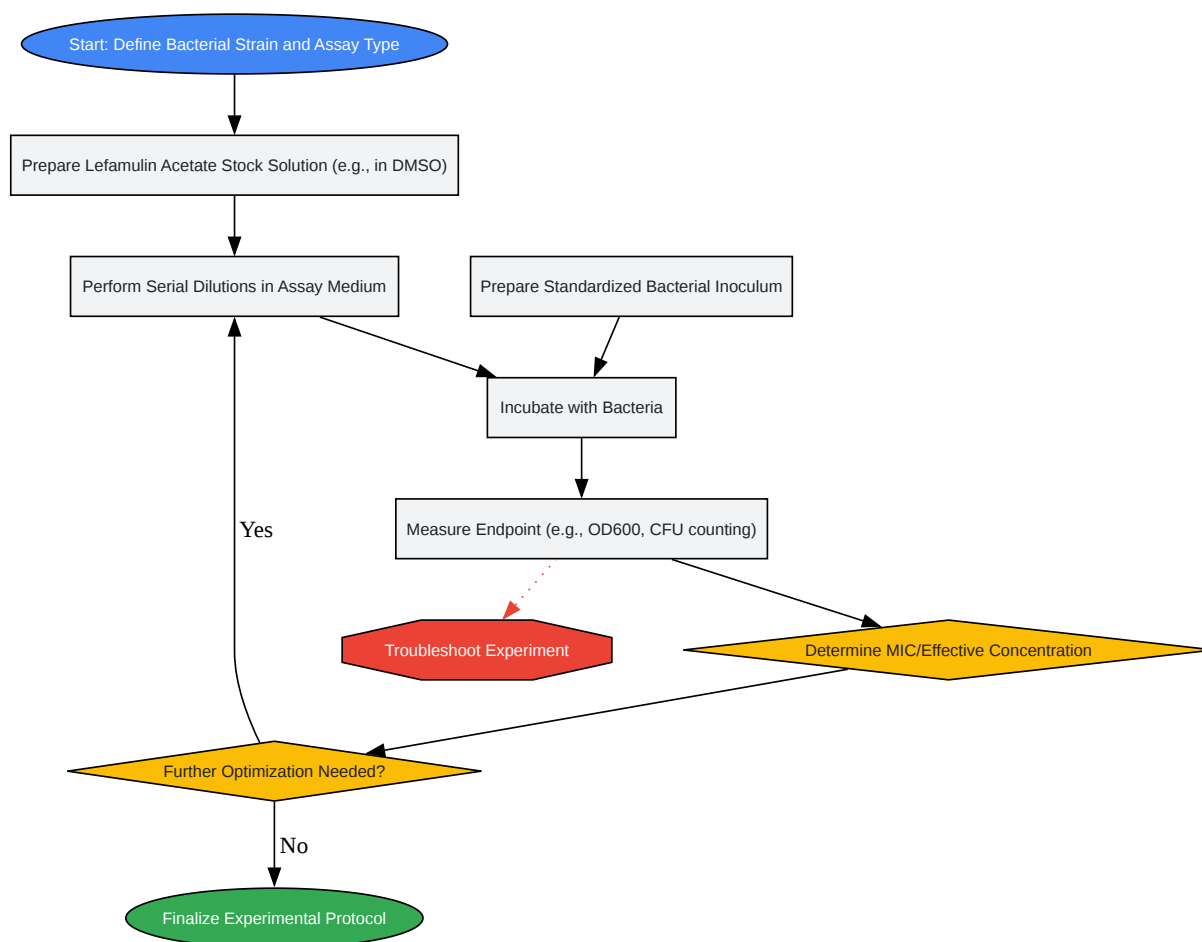 Start: Define Bacterial Strain and Assay Type
Prepare Lefamulin Acetate Stock Solution (e.g., in DMSO)
Perform Serial Dilutions in Assay Medium
Prepare Standardized Bacterial Inoculum
Incubate with Bacteria
Measure Endpoint (e.g., OD600, CFU counting)
Yes
Troubleshoot Experiment
Determine MIC/Effective Concentration
Further Optimization Needed?
No
Finalize Experimental Protocol